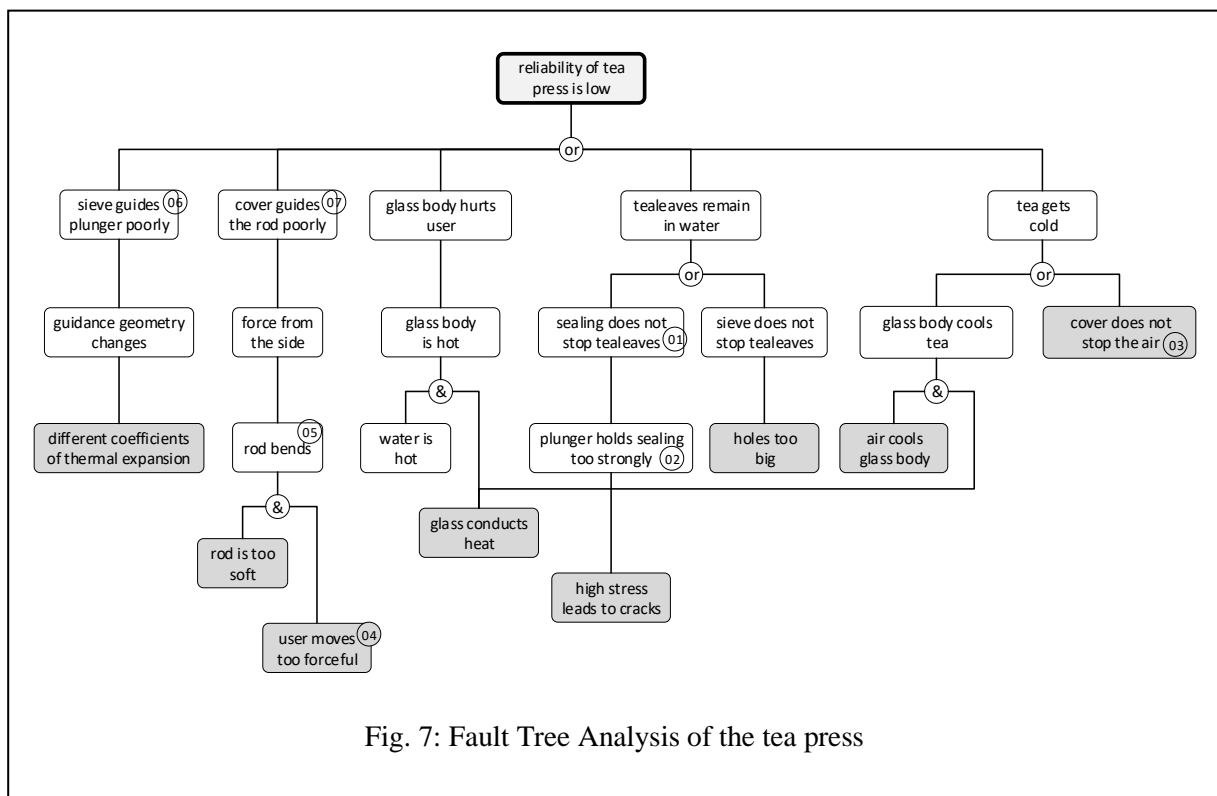 reliability of tea
press is low
or
sieve guides 06
plunger poorly
cover guides 07
the rod poorly
glass body hurts
user
tealeaves remain
in water
tea gets
cold
or
or
guidance geometry
changes
force from
the side
glass body
is hot
sealing does not
stop tealeaves 01
sieve does not
stop tealeaves
glass body cools
tea
cover does not
stop the air 03
&
&
different coefficients
of thermal expansion
05
rod bends
water is
hot
plunger holds sealing
too strongly 02
holes too
big
air cools
glass body
&
glass conducts
heat
rod is too
soft
high stress
leads to cracks
user moves 04
too forceful
Fig. 7: Fault Tree Analysis of the tea press